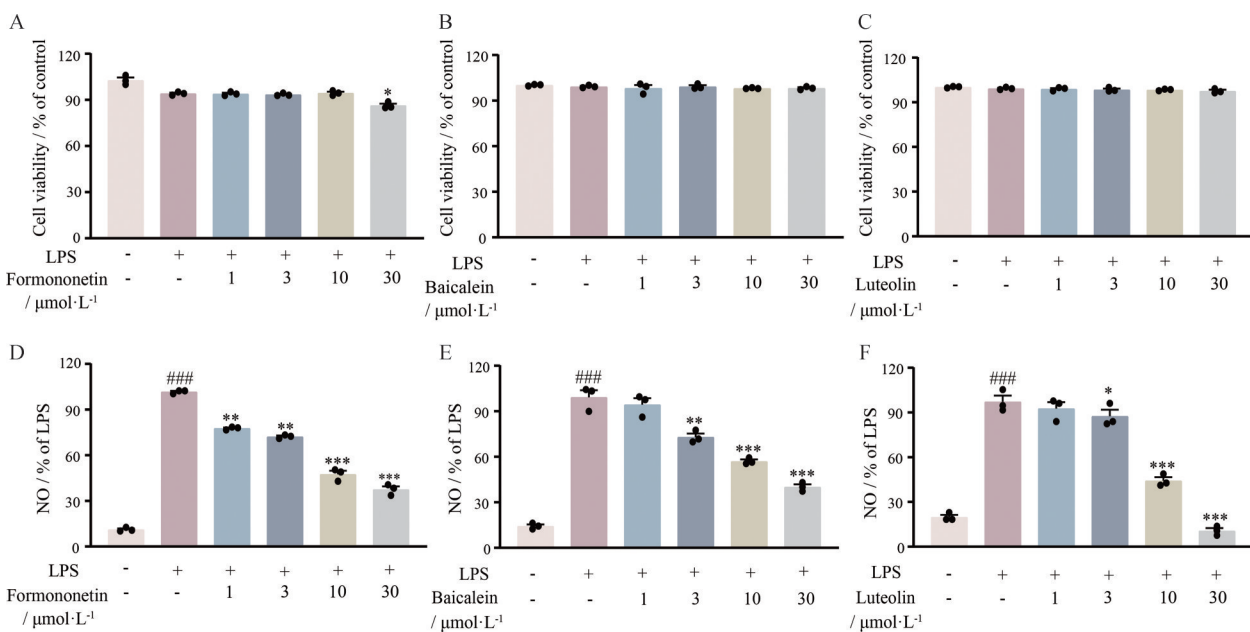 A
Cell viability / % of control
120
90
60
30
0
*
LPS - + + + + +
Formononetin - - 1 3 10 30
/ μmol·L⁻¹
B
Cell viability / % of control
120
90
60
30
0
LPS - + + + + +
Baicalein - - 1 3 10 30
/ μmol·L⁻¹
C
Cell viability / % of control
120
90
60
30
0
LPS - + + + + +
Luteolin - - 1 3 10 30
/ μmol·L⁻¹
D
NO / % of LPS
120
90
60
30
0
### ** ** *** ***
LPS - + + + + +
Formononetin - - 1 3 10 30
/ μmol·L⁻¹
E
NO / % of LPS
120
90
60
30
0
### ** *** ***
LPS - + + + + +
Baicalein - - 1 3 10 30
/ μmol·L⁻¹
F
NO / % of LPS
120
90
60
30
0
### * *** ***
LPS - + + + + +
Luteolin - - 1 3 10 30
/ μmol·L⁻¹